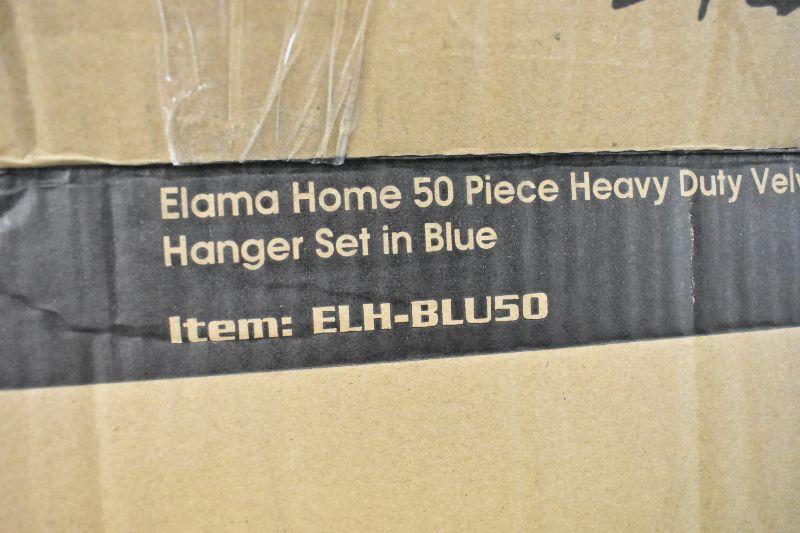 Elama Home 50 Piece Heavy Duty Velv
Hanger Set in Blue
Item: ELH-BLU50